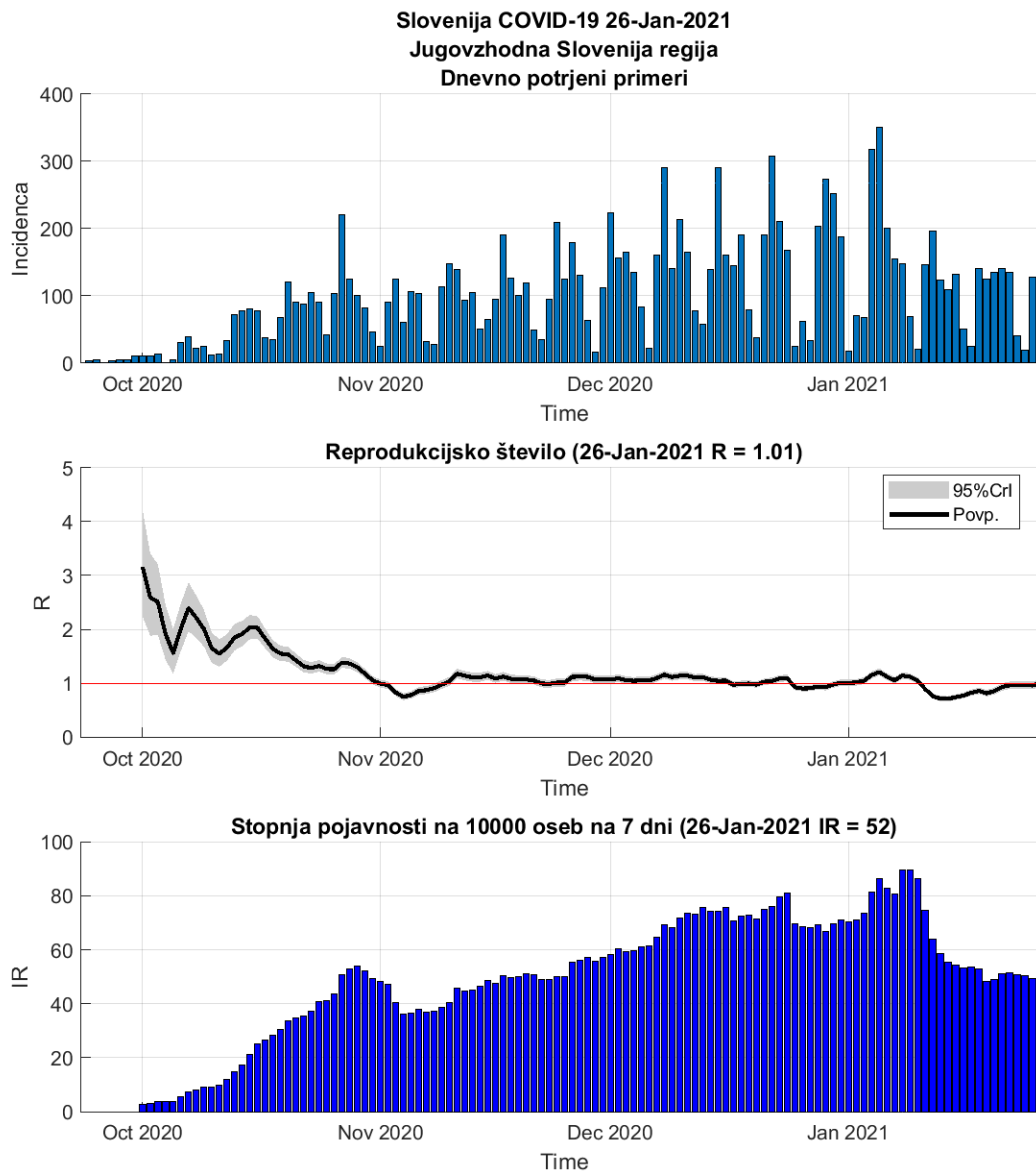 Slovenija COVID-19 26-Jan-2021
Jugovzhodna Slovenija regija
Dnevno potrjeni primeri
400
300
200
100
0
Incidenca
Oct 2020 Nov 2020 Dec 2020 Jan 2021
Time
Reprodukcijsko število (26-Jan-2021 R = 1.01)
5
4
3
2
1
0
R
95%CrI
Povp.
Oct 2020 Nov 2020 Dec 2020 Jan 2021
Time
Stopnja pojavnosti na 10000 oseb na 7 dni (26-Jan-2021 IR = 52)
100
80
60
40
20
0
IR
Oct 2020 Nov 2020 Dec 2020 Jan 2021
Time